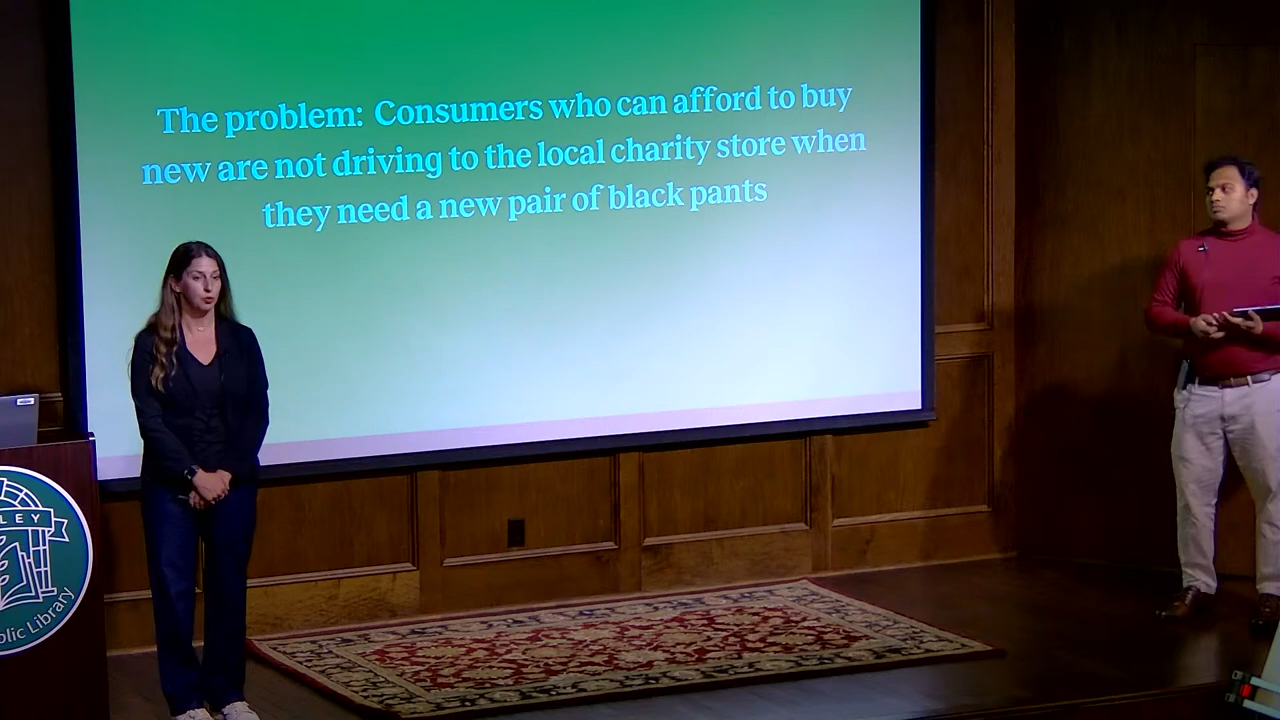 The problem: Consumers who can afford to buy
new are not driving to the local charity store when
they need a new pair of black pants
LEY
Library